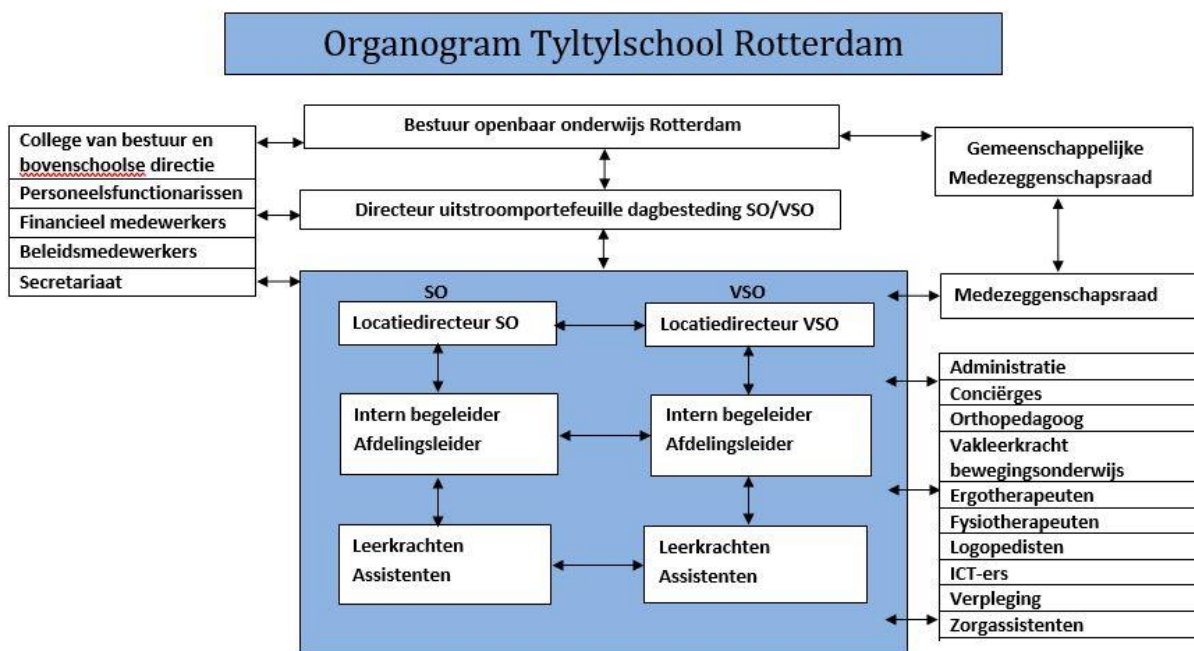 Organogram Tyltylschool Rotterdam
Bestuur openbaar onderwijs Rotterdam
College van bestuur en
bovenschoolse directie
Personeelsfunctionarissen
Financieel medewerkers
Beleidsmedewerkers
Secretariaat
Directeur uitstroomportefeuille dagbesteding SO/VSO
Gemeenschappelijke
Medezeggenschapsraad
Medezeggenschapsraad
SO
Locatiedirecteur SO
Intern begeleider
Afdelingsleider
Leerkrachten
Assistenten
VSO
Locatiedirecteur VSO
Intern begeleider
Afdelingsleider
Leerkrachten
Assistenten
Administratie
Conciërges
Orthopedagoog
Vakleerkracht
bewegingsonderwijs
Ergotherapeuten
Fysiotherapeuten
Logopedisten
ICT-ers
Verpleging
Zorgassistenten